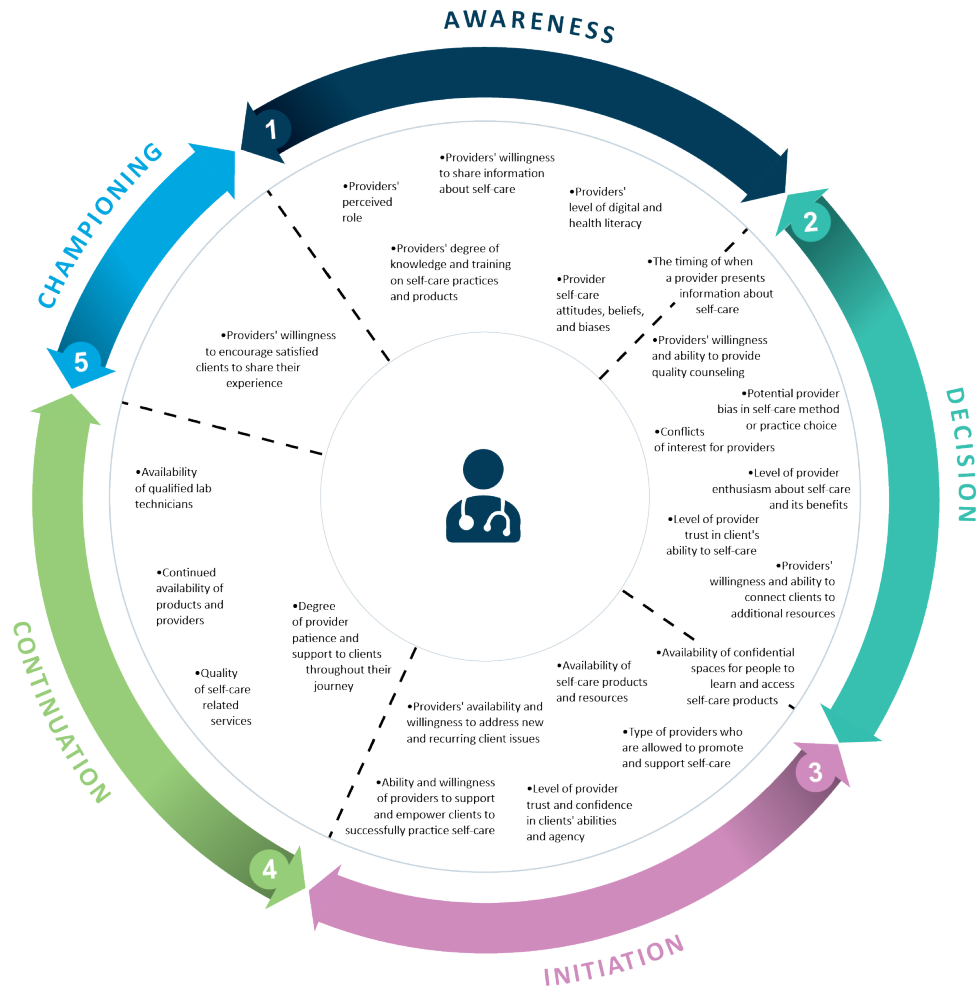 AWARENESS
1
•Providers'
perceived
role
•Providers' willingness
to share information
about self-care
•Providers'
level of digital and
health literacy
•Providers' degree of
knowledge and training
on self-care practices
and products
•Provider
self-care
attitudes, beliefs,
and biases
2
DECISION
•The timing of when
a provider presents
information about
self-care
•Providers' willingness
and ability to provide
quality counseling
•Potential provider
bias in self-care method
or practice choice
•Conflicts
of interest for providers
•Level of provider
enthusiasm about self-care
and its benefits
•Level of provider
trust in client's
ability to self-care
•Providers'
willingness and ability to
connect clients to
additional resources
3
INITIATION
•Availability of confidential
spaces for people to
learn and access
self-care products
•Availability of
self-care products
and resources
•Providers' availability and
willingness to address new
and recurring client issues
•Type of providers who
are allowed to promote
and support self-care
•Ability and willingness
of providers to support
and empower clients to
successfully practice self-care
•Level of provider
trust and confidence
in clients' abilities
and agency
4
CONTINUATION
•Availability
of qualified lab
technicians
•Continued
availability of
products and
providers
•Degree
of provider
patience and
support to clients
throughout their
journey
•Quality
of self-care
related
services
5
CHAMPIONING
•Providers' willingness
to encourage satisfied
clients to share their
experience